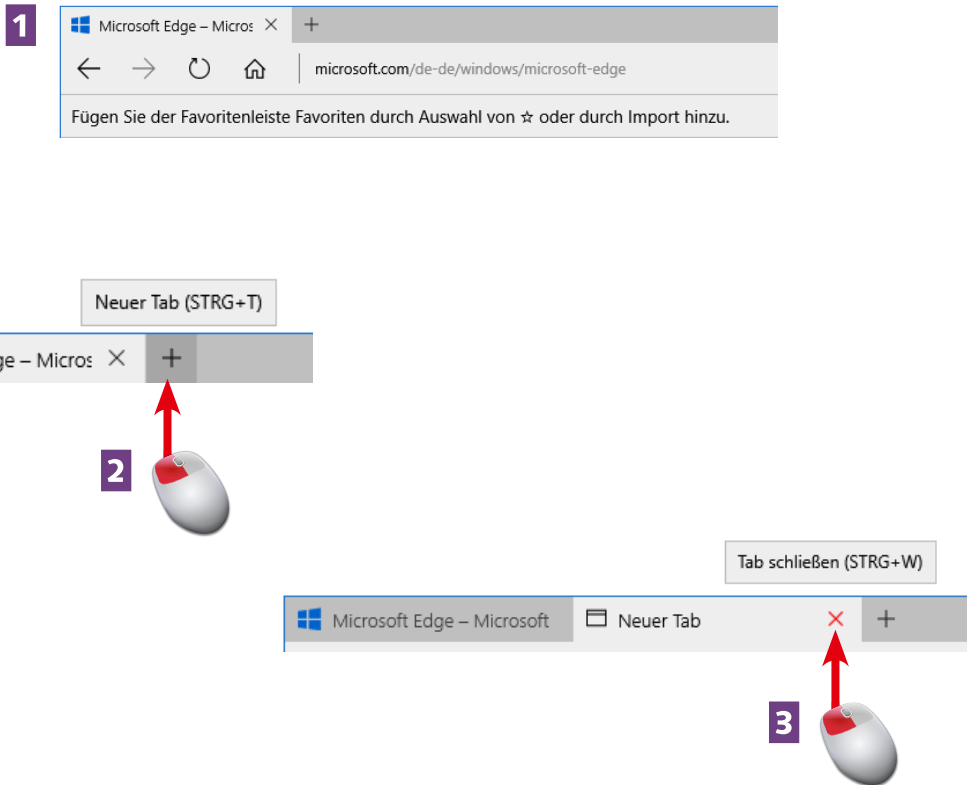 1
Microsoft Edge – Micros
microsoft.com/de-de/windows/microsoft-edge
Fügen Sie der Favoritenleiste Favoriten durch Auswahl von ☆ oder durch Import hinzu.
Neuer Tab (STRG+T)
ge – Micros
2
Tab schließen (STRG+W)
Microsoft Edge – Microsoft Neuer Tab
3